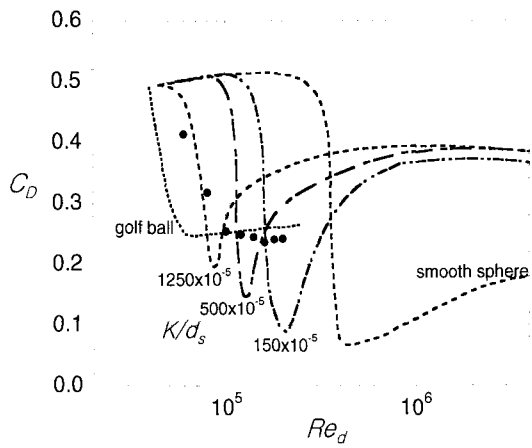 0.6
0.5
0.4
C_D
0.3
golf ball
0.2
1250x10^-5
smooth sphere
500x10^-5
K/d_s
150x10^-5
0.1
0.0
10^5
10^6
Re_d